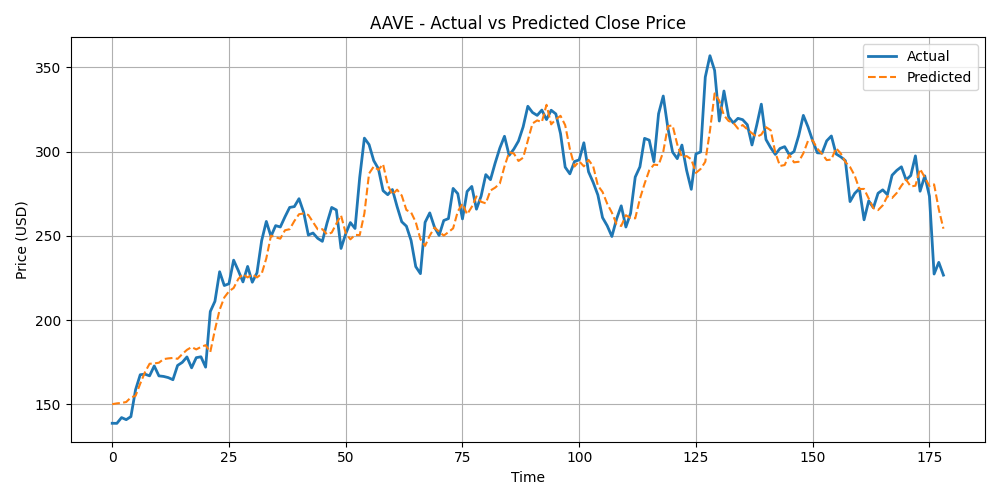 AAVE - Actual vs Predicted Close Price
Actual
Predicted
350
300
250
200
150
Price (USD)
0 25 50 75 100 125 150 175
Time